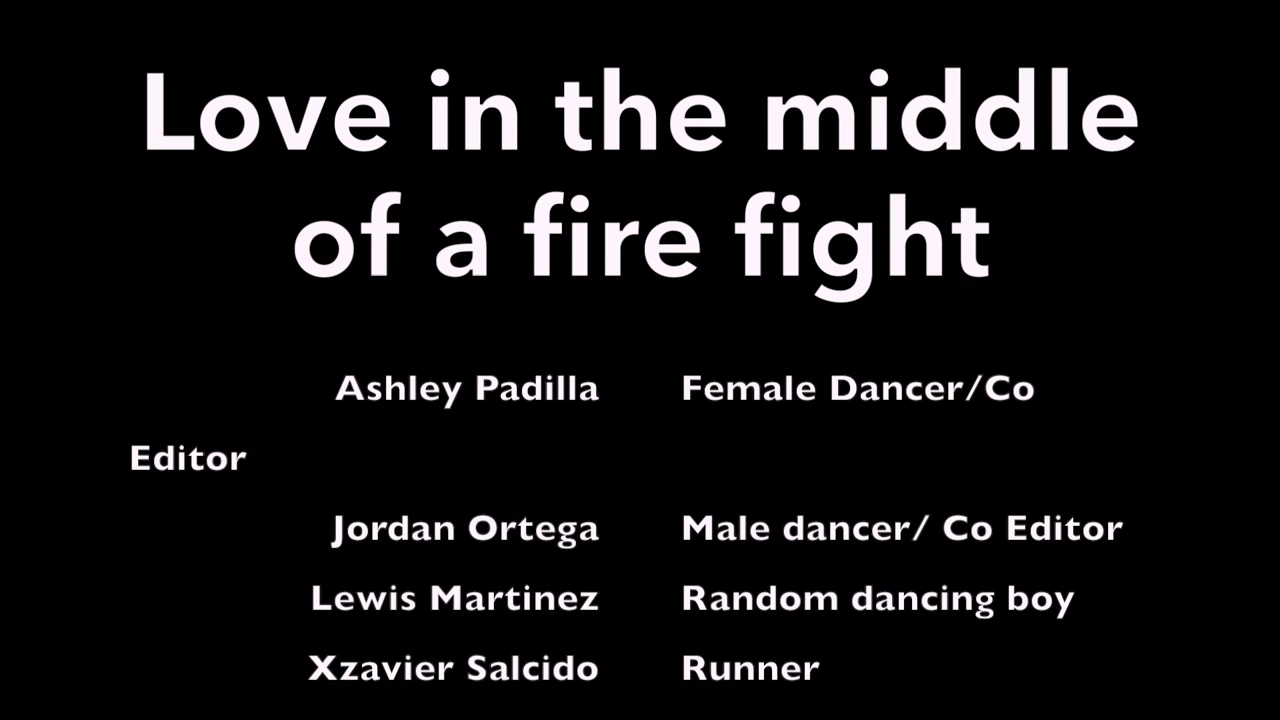 Love in the middle
of a fire fight
Ashley Padilla Female Dancer/Co
Editor
Jordan Ortega Male dancer/ Co Editor
Lewis Martinez Random dancing boy
Xzavier Salcido Runner